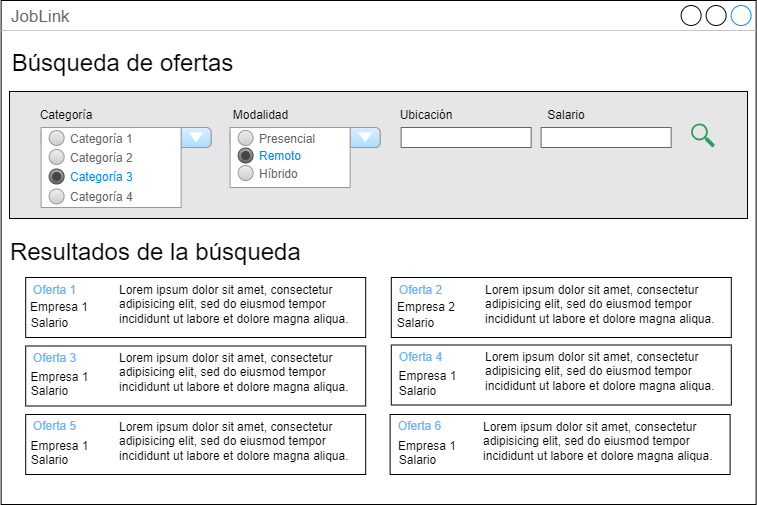 JobLink
Búsqueda de ofertas
Categoría
Categoría 1
Categoría 2
Categoría 3
Categoría 4
Modalidad
Presencial
Remoto
Híbrido
Ubicación
Salario
Resultados de la búsqueda
Oferta 1
Empresa 1
Salario
Lorem ipsum dolor sit amet, consectetur
adipisicing elit, sed do eiusmod tempor
incididunt ut labore et dolore magna aliqua.
Oferta 2
Empresa 2
Salario
Lorem ipsum dolor sit amet, consectetur
adipisicing elit, sed do eiusmod tempor
incididunt ut labore et dolore magna aliqua.
Oferta 3
Empresa 1
Salario
Lorem ipsum dolor sit amet, consectetur
adipisicing elit, sed do eiusmod tempor
incididunt ut labore et dolore magna aliqua.
Oferta 4
Empresa 1
Salario
Lorem ipsum dolor sit amet, consectetur
adipisicing elit, sed do eiusmod tempor
incididunt ut labore et dolore magna aliqua.
Oferta 5
Empresa 1
Salario
Lorem ipsum dolor sit amet, consectetur
adipisicing elit, sed do eiusmod tempor
incididunt ut labore et dolore magna aliqua.
Oferta 6
Empresa 1
Salario
Lorem ipsum dolor sit amet, consectetur
adipisicing elit, sed do eiusmod tempor
incididunt ut labore et dolore magna aliqua.